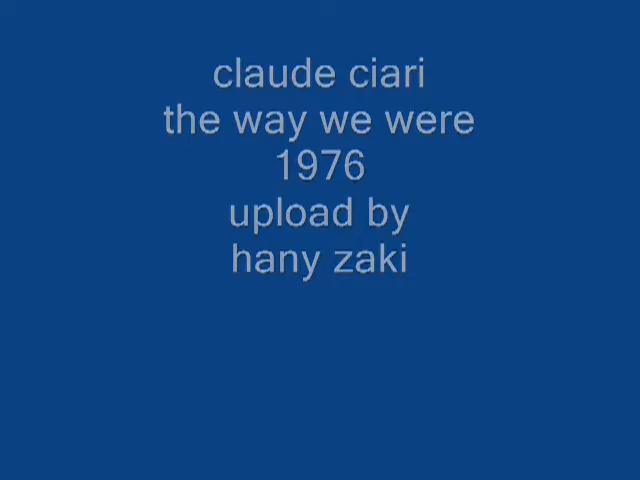 claude ciari
the way we were
1976
upload by
hany zaki